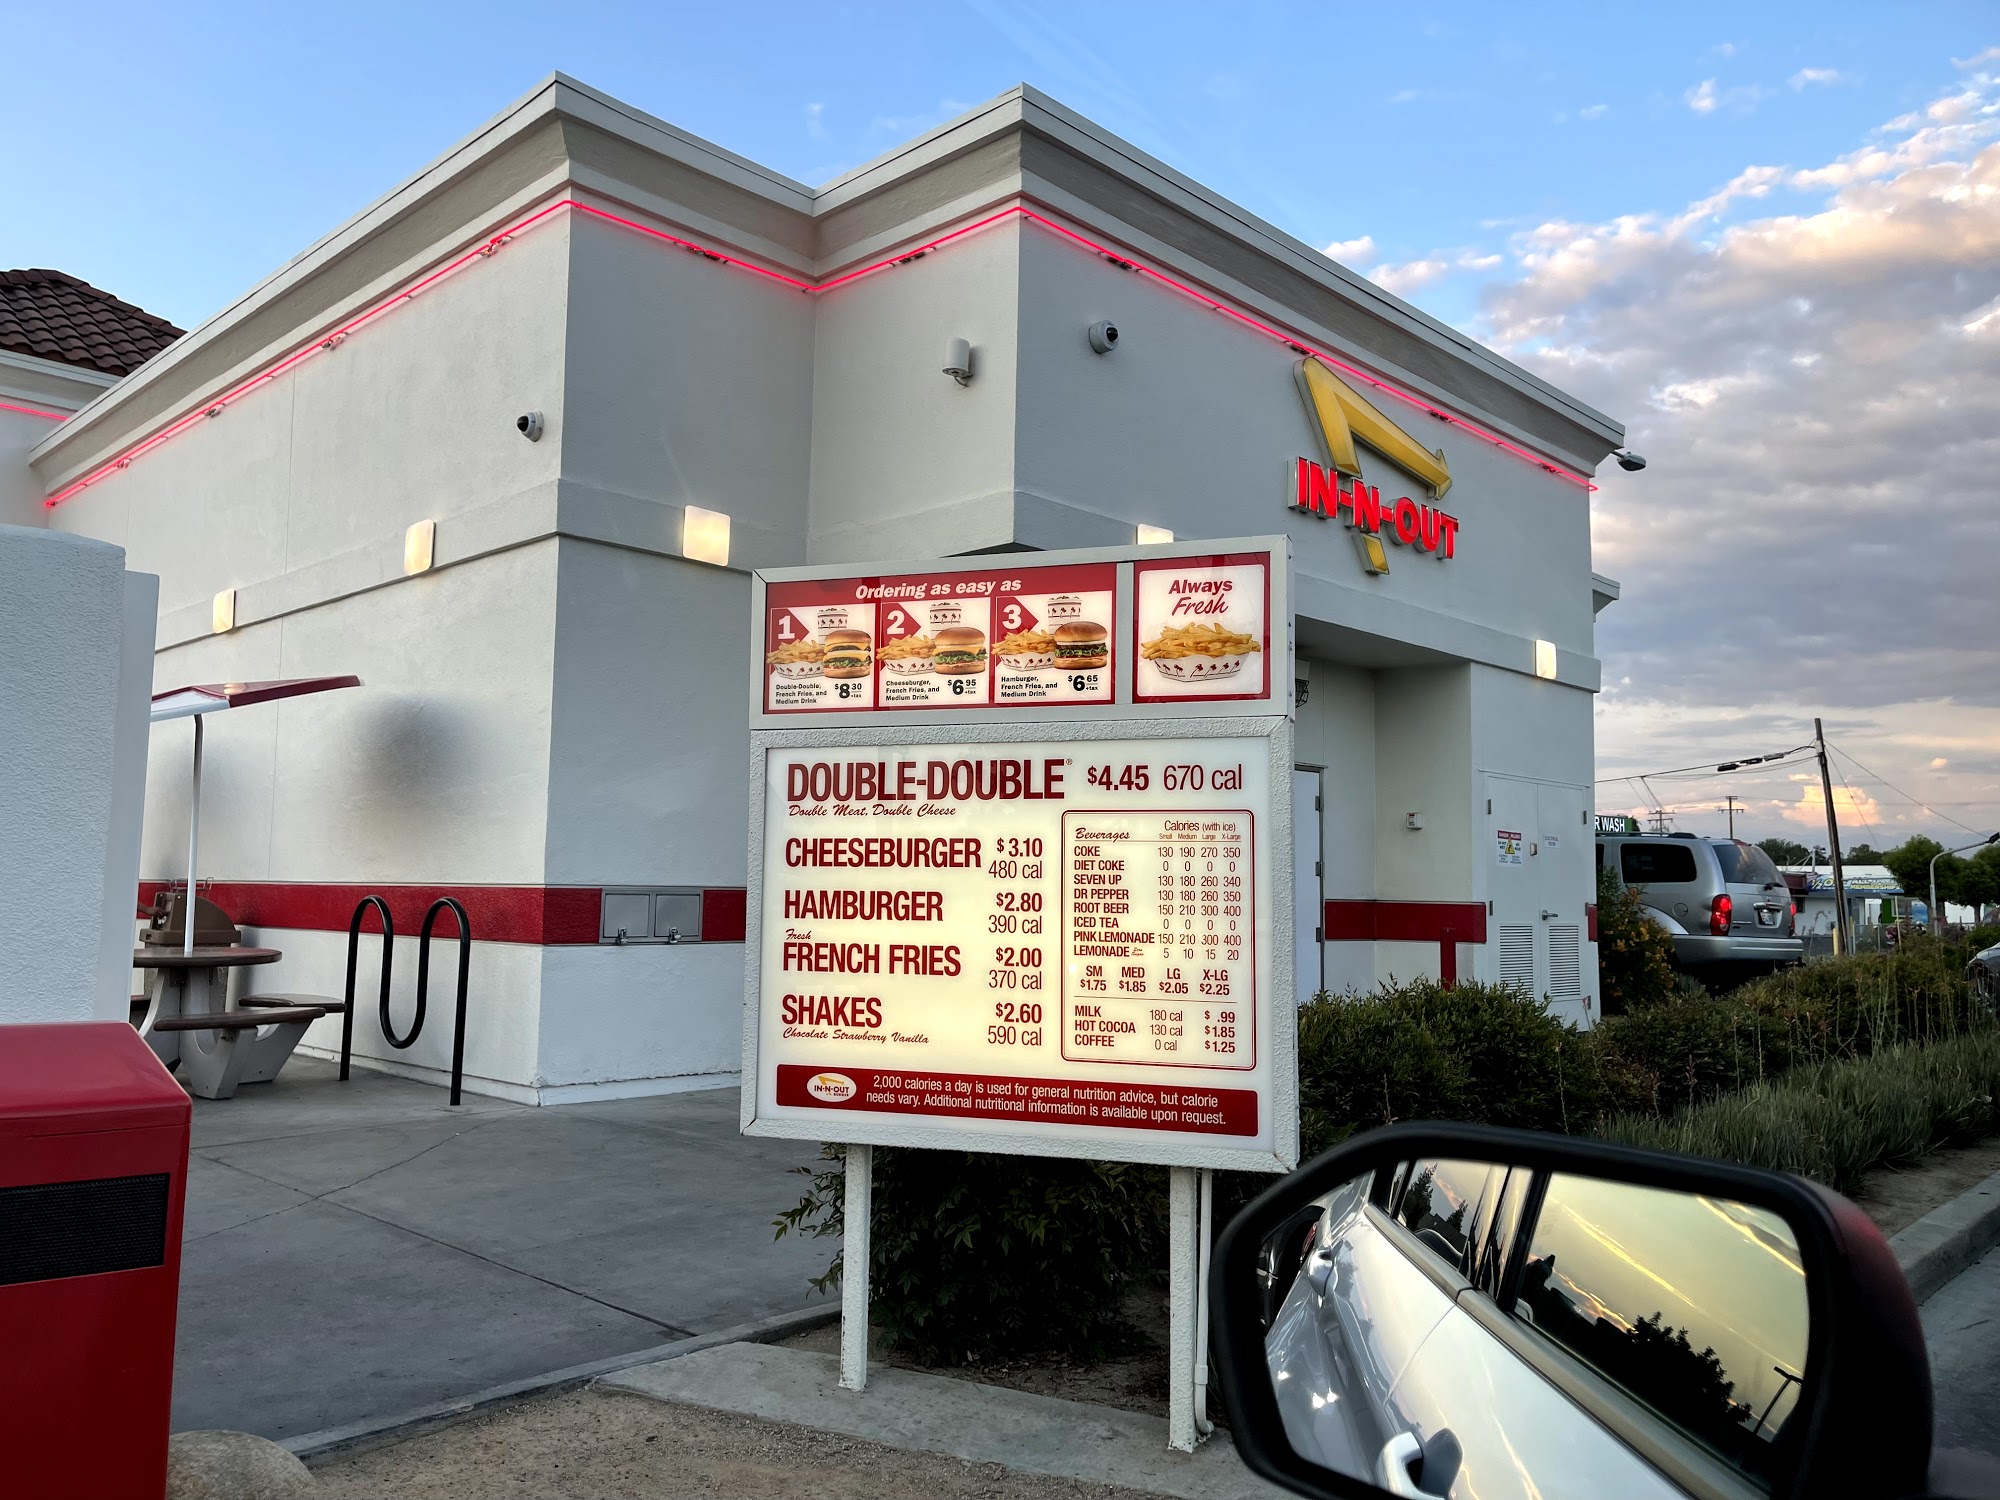 IN-N-OUT
Ordering as easy as
1
Double-Double,
French Fries, and
Medium Drink
$8 30
+tax
2
Cheeseburger,
French Fries, and
Medium Drink
$6 95
+tax
3
Hamburger,
French Fries, and
Medium Drink
$6 65
+tax
Always
Fresh
DOUBLE-DOUBLE® $4.45 670 cal
Double Meat, Double Cheese
CHEESEBURGER $3.10
480 cal
HAMBURGER $2.80
390 cal
Fresh
FRENCH FRIES $2.00
370 cal
SHAKES $2.60
Chocolate Strawberry Vanilla 590 cal
Beverages Calories (with ice)
Small Medium Large X-Large
COKE 130 190 270 350
DIET COKE 0 0 0 0
SEVEN UP 130 180 260 340
DR PEPPER 130 180 260 350
ROOT BEER 150 210 300 400
ICED TEA 0 0 0 0
PINK LEMONADE 150 210 300 400
LEMONADE 5 10 15 20
SM MED LG X-LG
$1.75 $1.85 $2.05 $2.25
MILK 180 cal $ .99
HOT COCOA 130 cal $1.85
COFFEE 0 cal $1.25
IN-N-OUT
BURGER
2,000 calories a day is used for general nutrition advice, but calorie
needs vary. Additional nutritional information is available upon request.
R WASH